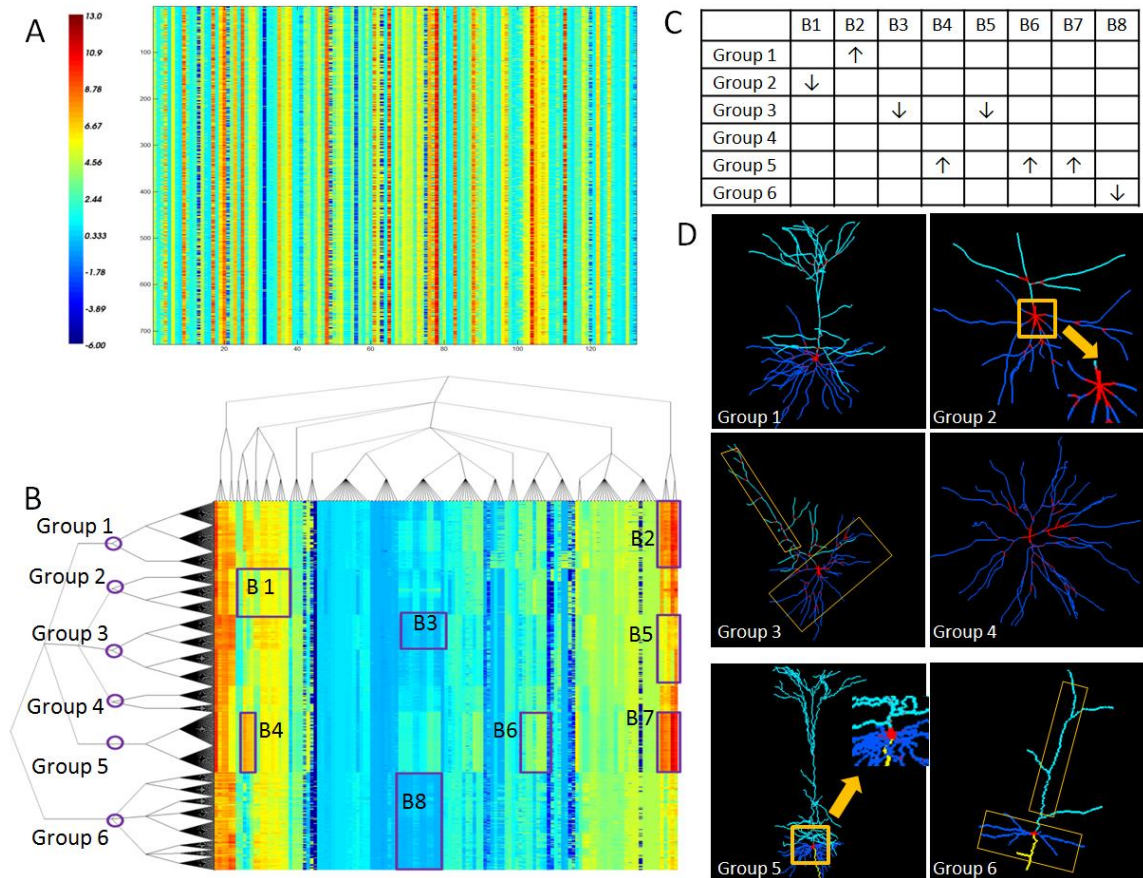 A
13.0
10.9
8.78
6.67
4.56
2.44
0.333
-1.78
-3.89
-6.00
100
200
300
400
500
600
700
20 40 60 80 100 120
B
Group 1
Group 2
Group 3
Group 4
Group 5
Group 6
B2
B 1
B3
B5
B4
B6
B7
B8
C
B1 B2 B3 B4 B5 B6 B7 B8
Group 1 ↑
Group 2 ↓
Group 3 ↓ ↓
Group 4
Group 5 ↑ ↑ ↑
Group 6 ↓
D
Group 1
Group 2
Group 3
Group 4
Group 5
Group 6